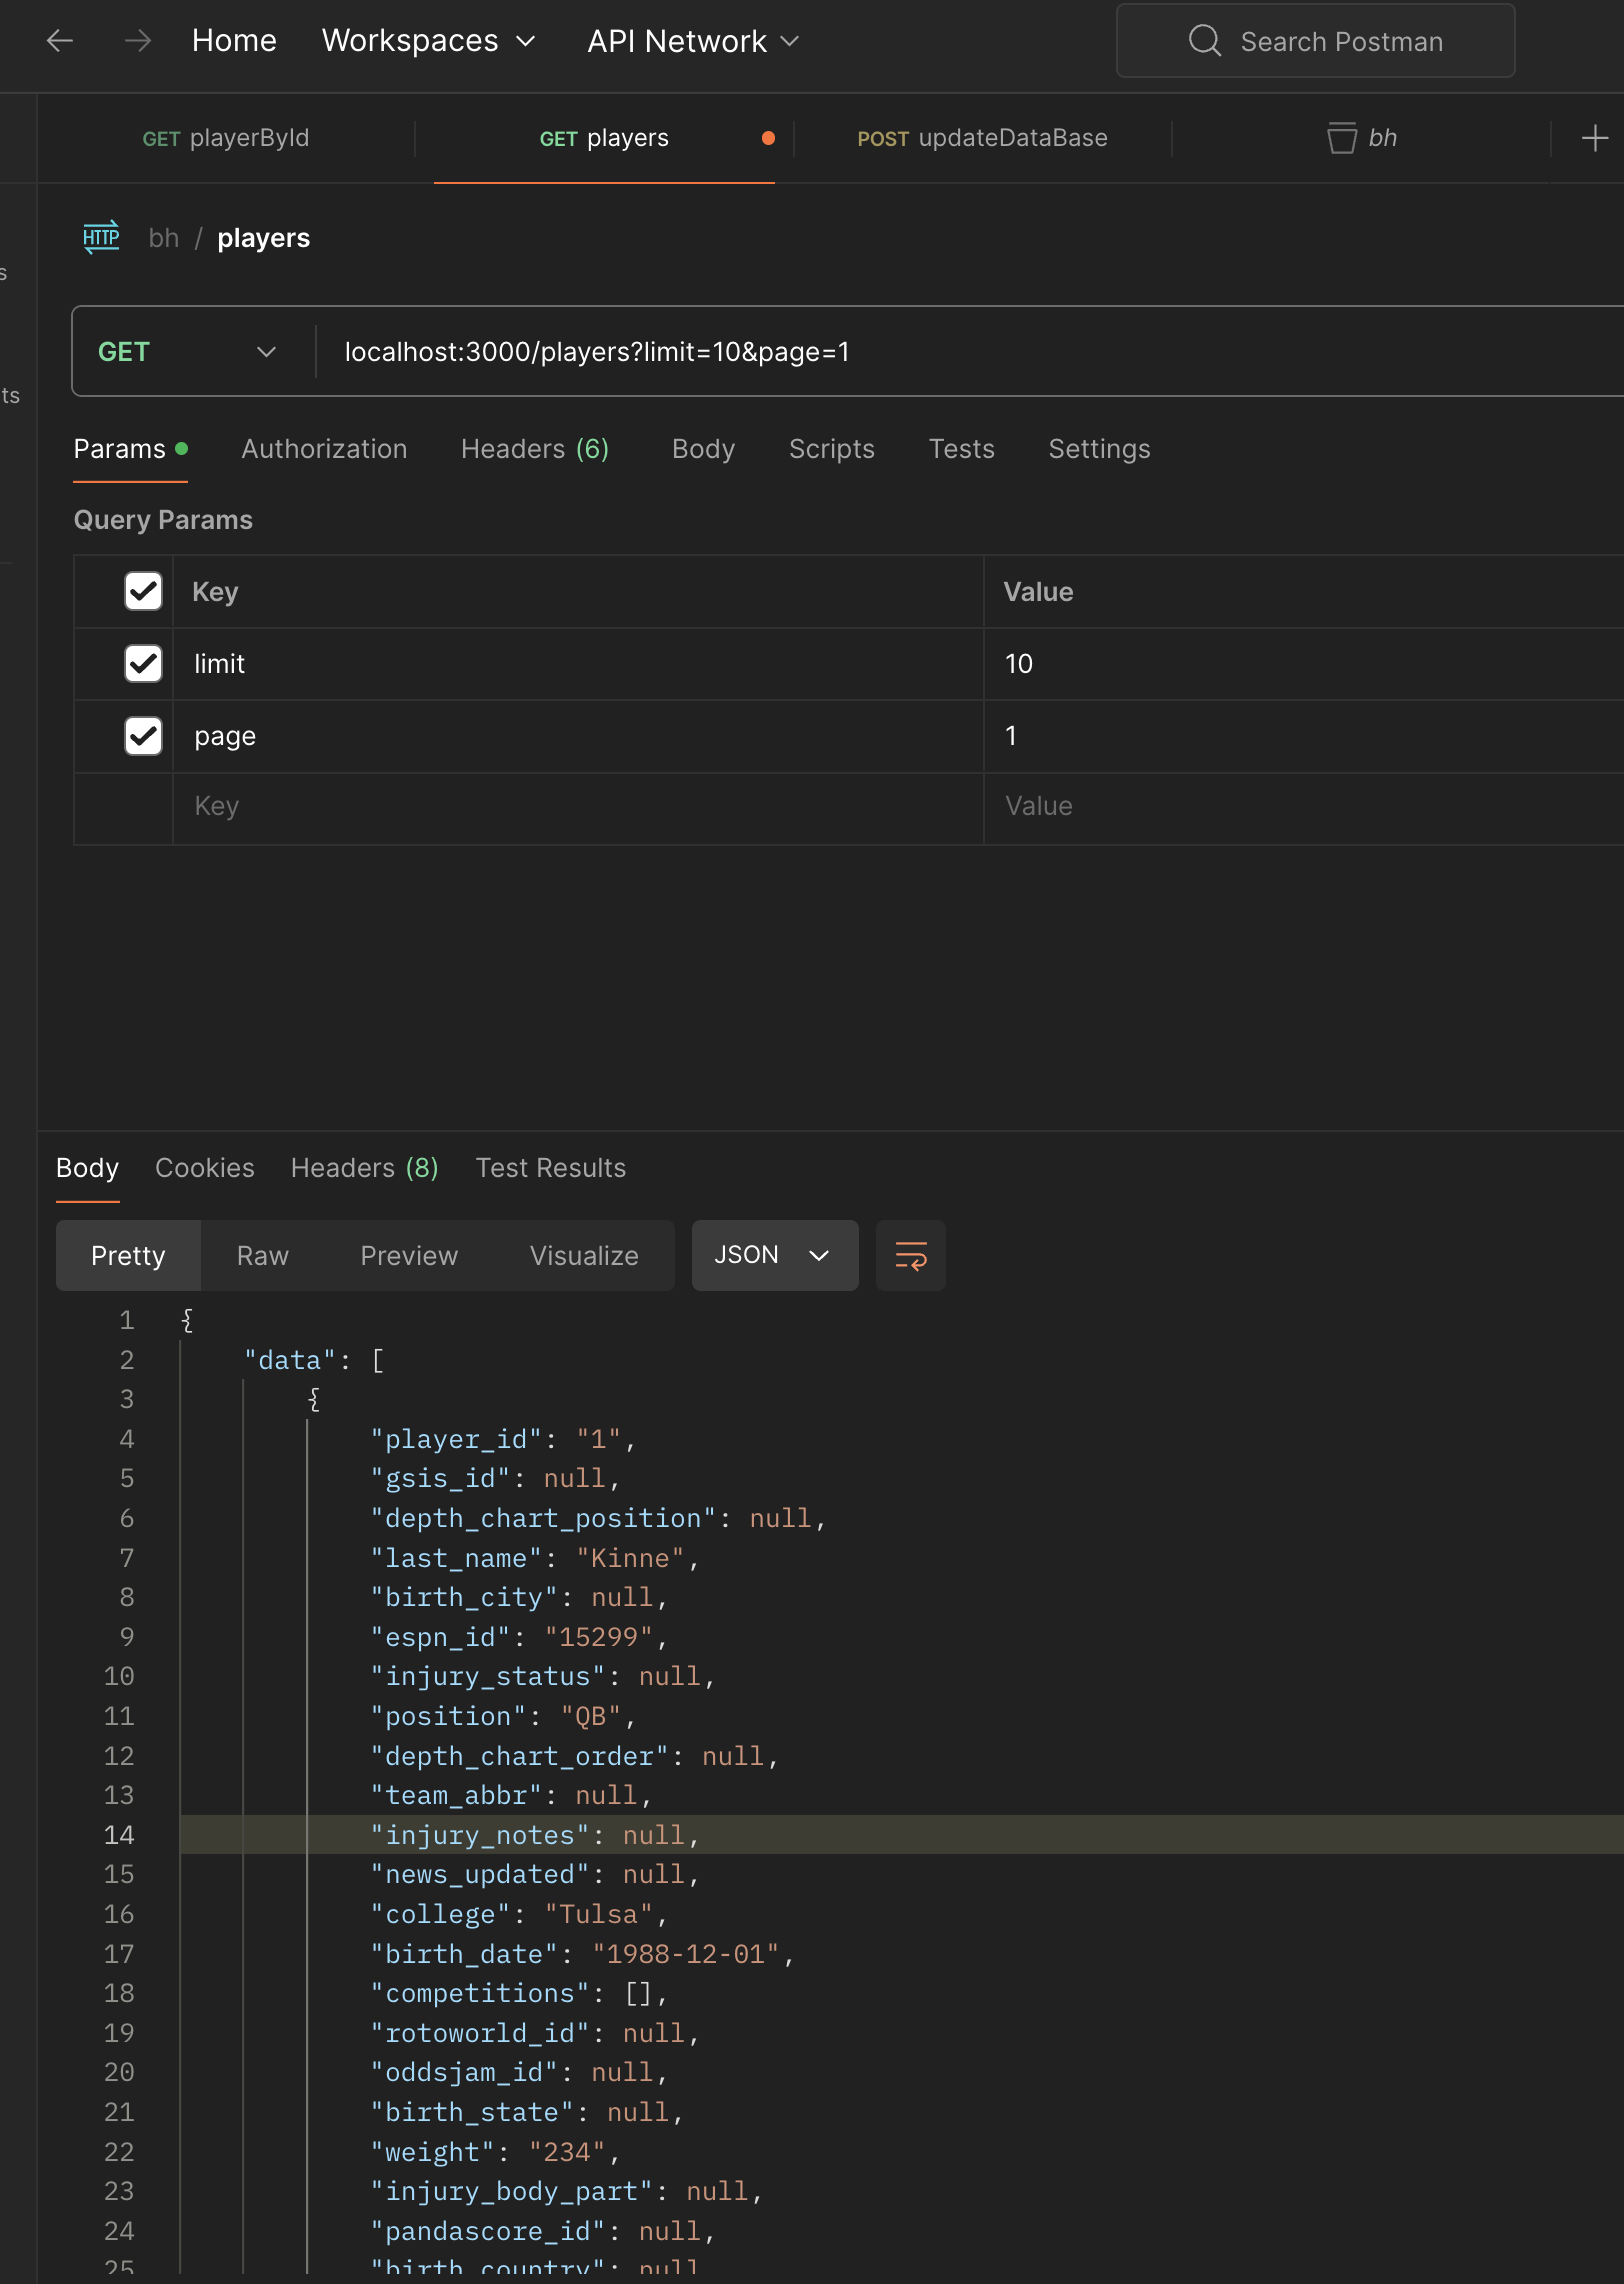 Home Workspaces API Network Search Postman
GET playerById GET players POST updateDataBase bh
HTTP bh / players
s
GET localhost:3000/players?limit=10&page=1
ts
Params Authorization Headers (6) Body Scripts Tests Settings
Query Params
Key Value
limit 10
page 1
Key Value
Body Cookies Headers (8) Test Results
Pretty Raw Preview Visualize JSON
1 {
2 "data": [
3 {
4 "player_id": "1",
5 "gsis_id": null,
6 "depth_chart_position": null,
7 "last_name": "Kinne",
8 "birth_city": null,
9 "espn_id": "15299",
10 "injury_status": null,
11 "position": "QB",
12 "depth_chart_order": null,
13 "team_abbr": null,
14 "injury_notes": null,
15 "news_updated": null,
16 "college": "Tulsa",
17 "birth_date": "1988-12-01",
18 "competitions": [],
19 "rotoworld_id": null,
20 "oddsjam_id": null,
21 "birth_state": null,
22 "weight": "234",
23 "injury_body_part": null,
24 "pandascore_id": null,
25 "birth_country": null